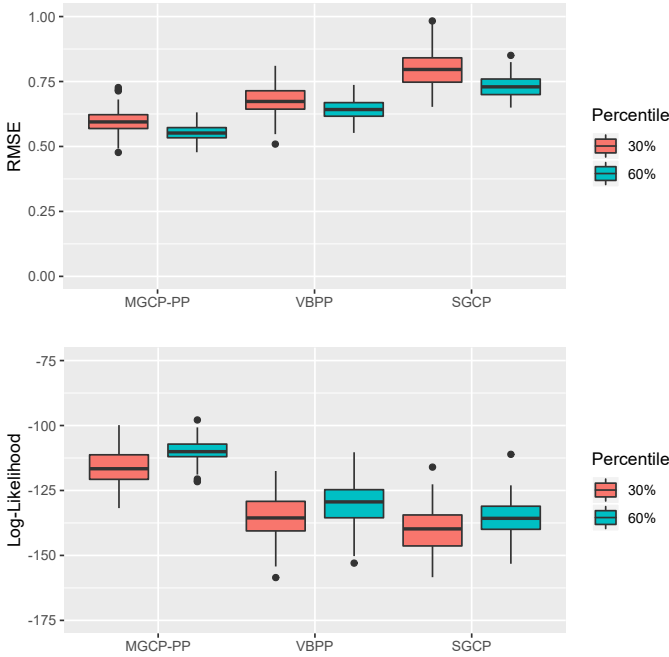 1.00
0.75
0.50
0.25
0.00
RMSE
MGCP-PP VBPP SGCP
Percentile
30%
60%
-75
-100
-125
-150
-175
Log-Likelihood
MGCP-PP VBPP SGCP
Percentile
30%
60%